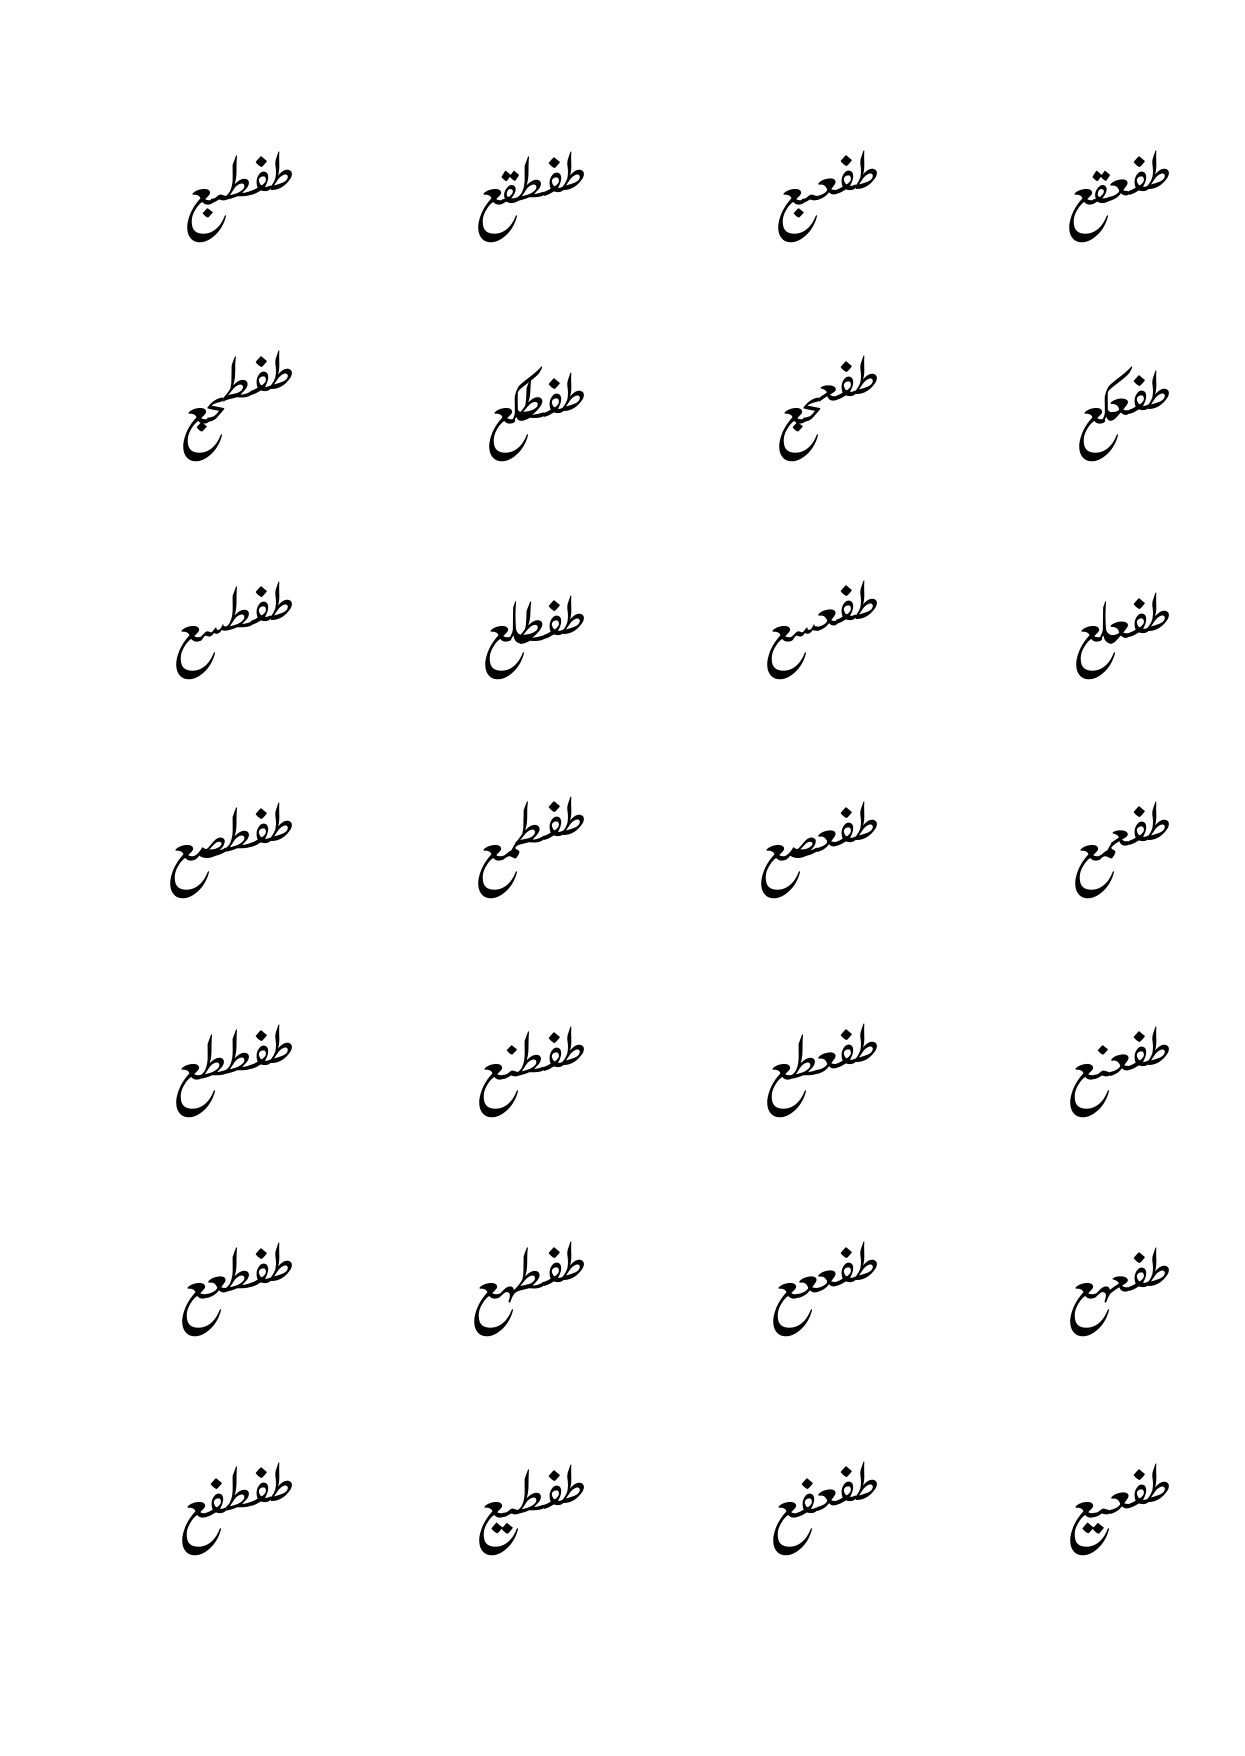 طفعقع طفعبع طفطقع طفطبع
طفعكع طفعجع طفطكع طفطجع
طفعلع طفعسع طفطلع طفطسع
طفعمع طفعصع طفطمع طفطصع
طفعنع طفعطع طفطنع طفططع
طفعهع طفععع طفطهع طفطعع
طفعيع طفعفع طفطيع طفطفع